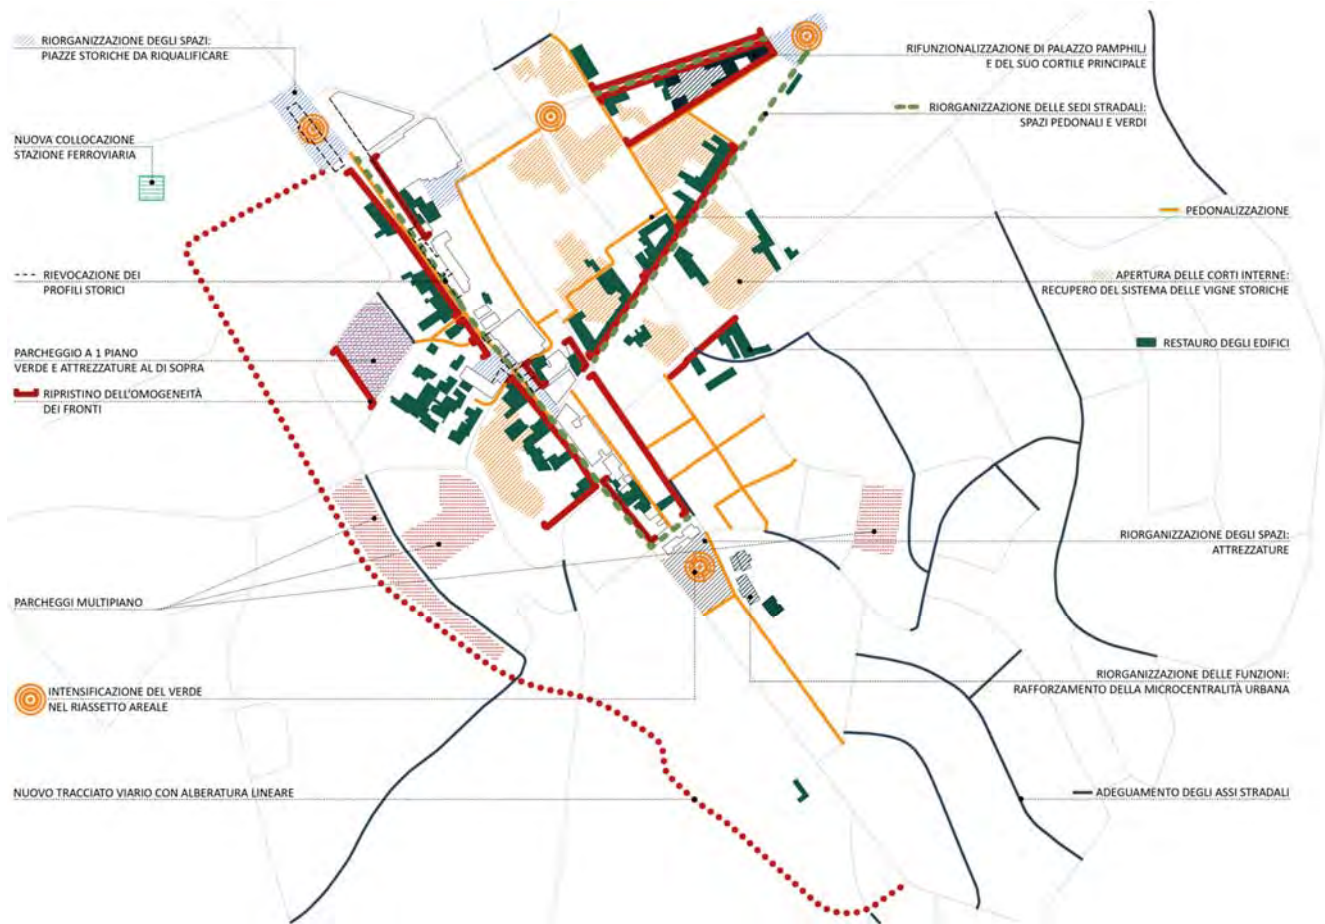 RIORGANIZZAZIONE DEGLI SPAZI:
PIAZZE STORICHE DA RIQUALIFICARE
NUOVA COLLOCAZIONE
STAZIONE FERROVIARIA
RIEVOCAZIONE DEI
PROFILI STORICI
PARCHEGGIO A 1 PIANO
VERDE E ATTREZZATURE AL DI SOPRA
RIPRISTINO DELL'OMOGENEITÀ
DEI FRONTI
PARCHEGGI MULTIPIANO
INTENSIFICAZIONE DEL VERDE
NEL RIASSETTO AREALE
NUOVO TRACCIATO VIARIO CON ALBERATURA LINEARE
RIFUNZIONALIZZAZIONE DI PALAZZO PAMPHILJ
E DEL SUO CORTILE PRINCIPALE
RIORGANIZZAZIONE DELLE SEDI STRADALI:
SPAZI PEDONALI E VERDI
PEDONALIZZAZIONE
APERTURA DELLE CORTI INTERNE:
RECUPERO DEL SISTEMA DELLE VIGNE STORICHE
RESTAURO DEGLI EDIFICI
RIORGANIZZAZIONE DEGLI SPAZI:
ATTREZZATURE
RIORGANIZZAZIONE DELLE FUNZIONI:
RAFFORZAMENTO DELLA MICROCENTRALITÀ URBANA
ADEGUAMENTO DEGLI ASSI STRADALI